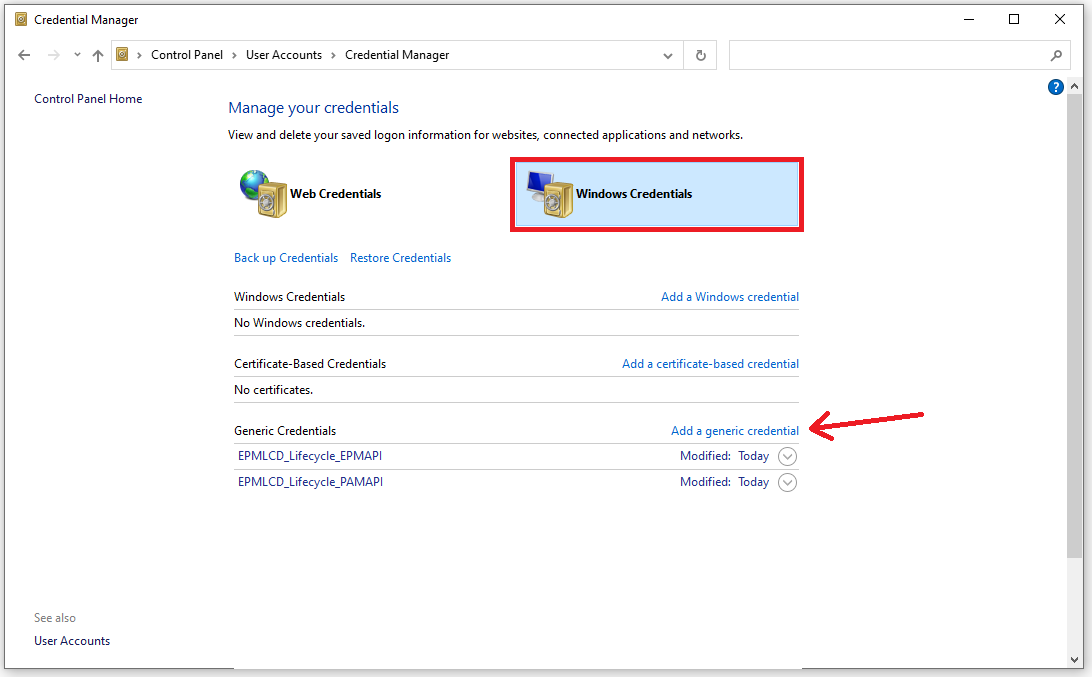 Credential Manager
Control Panel > User Accounts > Credential Manager
Control Panel Home
?
Manage your credentials
View and delete your saved logon information for websites, connected applications and networks.
Web Credentials
Windows Credentials
Back up Credentials Restore Credentials
Windows Credentials Add a Windows credential
No Windows credentials.
Certificate-Based Credentials Add a certificate-based credential
No certificates.
Generic Credentials Add a generic credential
EPMLCD_Lifecycle_EPMAPI Modified: Today
EPMLCD_Lifecycle_PAMAPI Modified: Today
See also
User Accounts